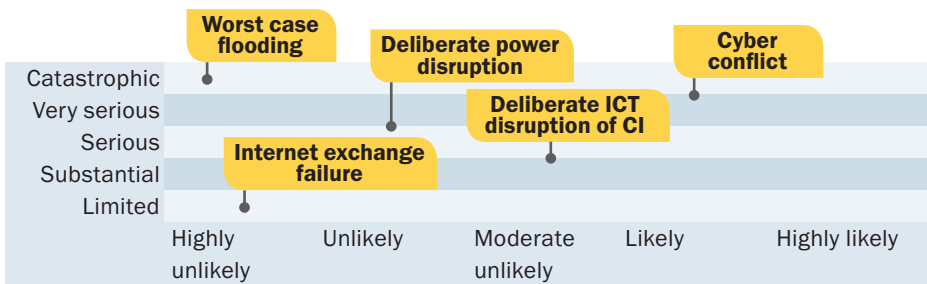 Worst case
flooding
Deliberate power
disruption
Cyber
conflict
Catastrophic
Very serious
Deliberate ICT
disruption of CI
Serious
Internet exchange
failure
Substantial
Limited
Highly
unlikely
Unlikely
Moderate
unlikely
Likely
Highly likely